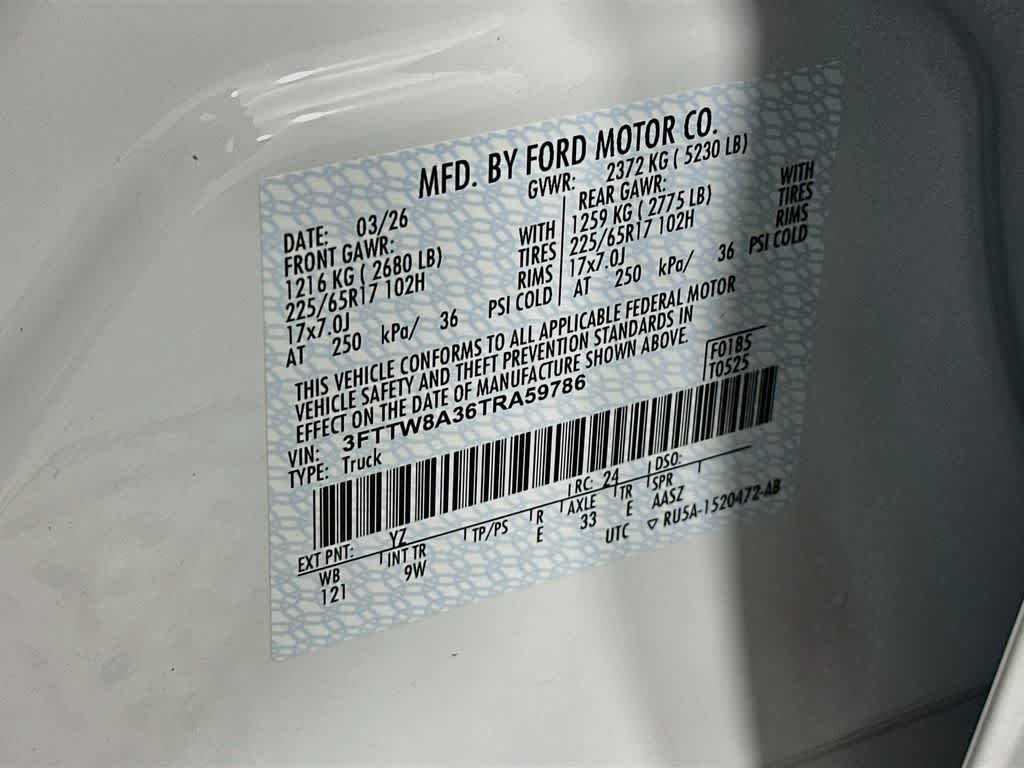 MFD. BY FORD MOTOR CO.
DATE: 03/26 GVWR: 2372 KG ( 5230 LB)
FRONT GAWR: WITH REAR GAWR: WITH
1216 KG ( 2680 LB) TIRES 1259 KG ( 2775 LB) TIRES
225/65R17 102H RIMS 225/65R17 102H RIMS
17x7.0J PSI COLD 17x7.0J PSI COLD
AT 250 kPa/ 36 AT 250 kPa/ 36
THIS VEHICLE CONFORMS TO ALL APPLICABLE FEDERAL MOTOR
VEHICLE SAFETY AND THEFT PREVENTION STANDARDS IN
EFFECT ON THE DATE OF MANUFACTURE SHOWN ABOVE.
VIN: 3FTTW8A36TRA59786 F0185
TYPE: Truck T0525
EXT PNT: YZ RC: 24 DSO:
WB INT TR TP/PS R AXLE TR SPR
121 9W E 33 E AASZ
UTC ▽ RU5A-1520472-AB